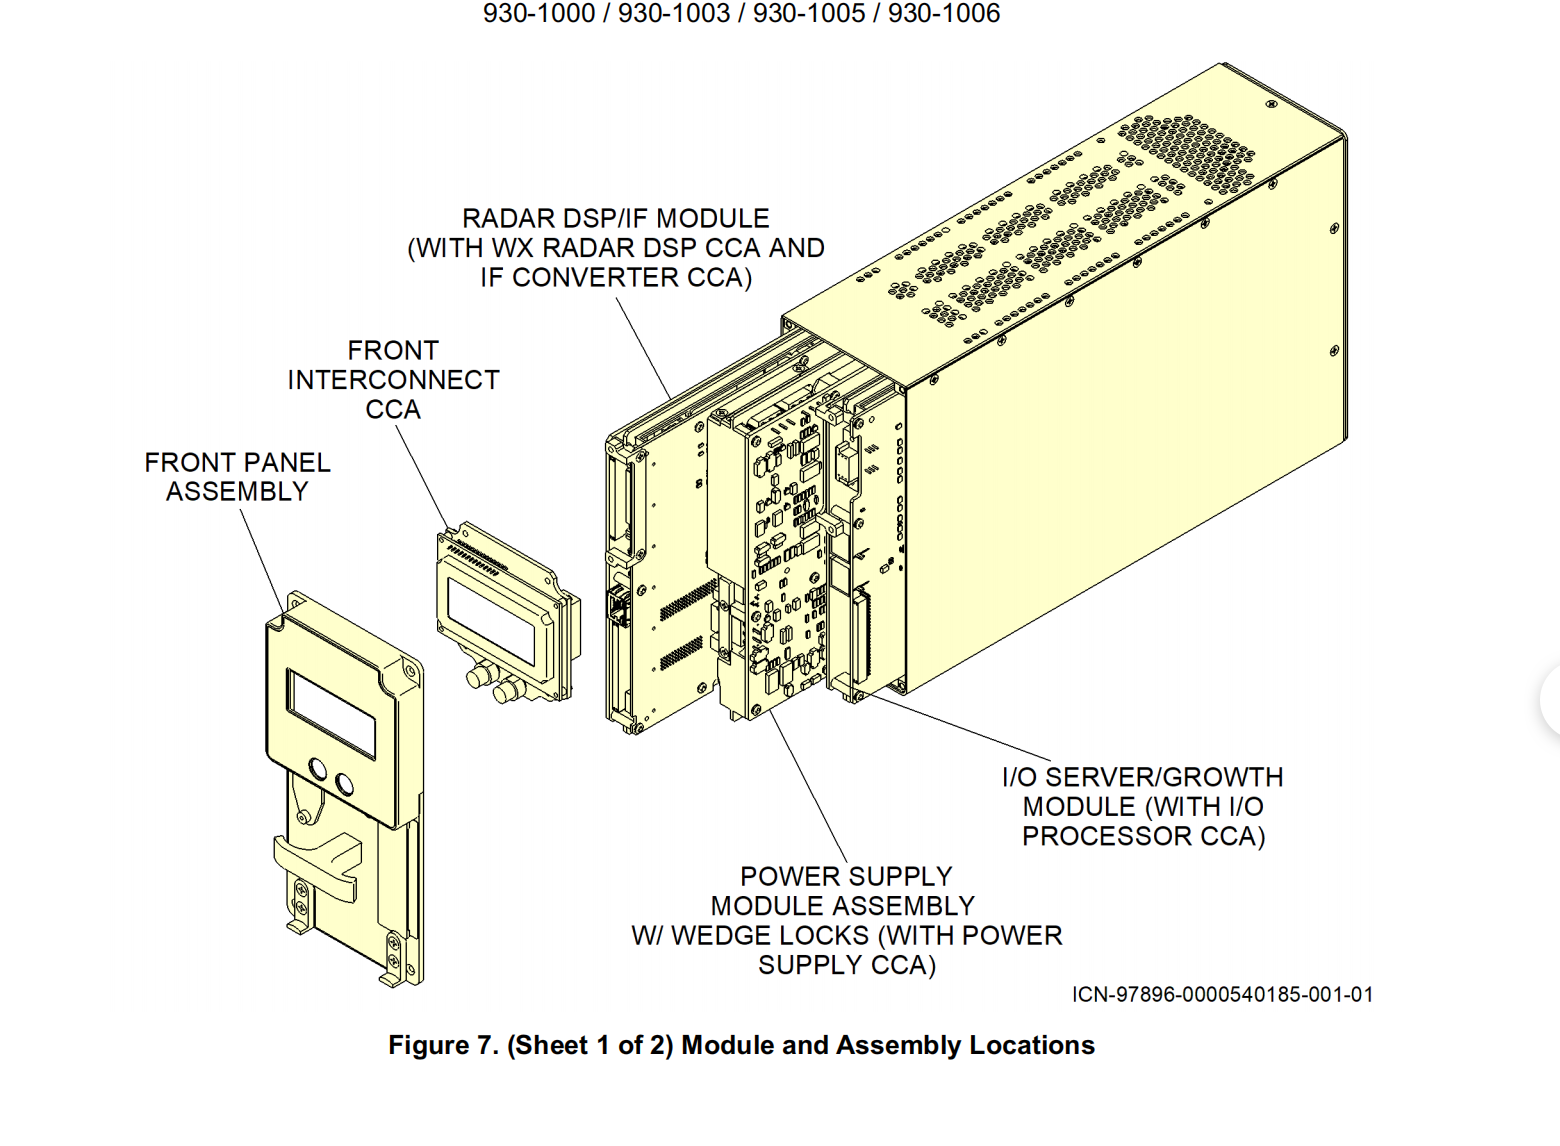 930-1000 / 930-1003 / 930-1005 / 930-1006
RADAR DSP/IF MODULE
(WITH WX RADAR DSP CCA AND
IF CONVERTER CCA)
FRONT
INTERCONNECT
CCA
FRONT PANEL
ASSEMBLY
I/O SERVER/GROWTH
MODULE (WITH I/O
PROCESSOR CCA)
POWER SUPPLY
MODULE ASSEMBLY
W/ WEDGE LOCKS (WITH POWER
SUPPLY CCA)
ICN-97896-0000540185-001-01
Figure 7. (Sheet 1 of 2) Module and Assembly Locations